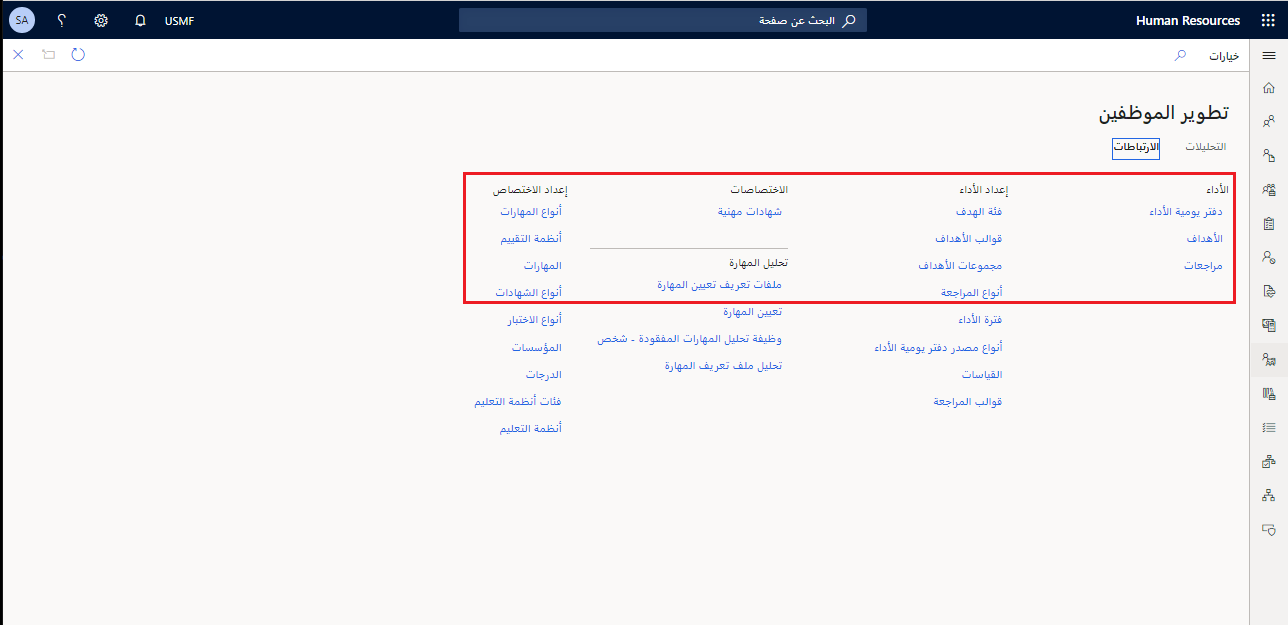 Human Resources
البحث عن صفحة
USMF
SA
خيارات
تطوير الموظفين
التحليلات
الارتباطات
الأداء
دفتر يومية الأداء
الأهداف
مراجعات
إعداد الأداء
فئة الهدف
قوالب الأهداف
مجموعات الأهداف
أنواع المراجعة
فترة الأداء
أنواع مصدر دفتر يومية الأداء
القياسات
قوالب المراجعة
الاختصاصات
شهادات مهنية
تحليل المهارة
ملفات تعريف تعيين المهارة
تعيين المهارة
وظيفة تحليل المهارات المفقودة - شخص
تحليل ملف تعريف المهارة
إعداد الاختصاص
أنواع المهارات
أنظمة التقييم
المهارات
أنواع الشهادات
أنواع الاختبار
المؤسسات
الدرجات
فئات أنظمة التعليم
أنظمة التعليم